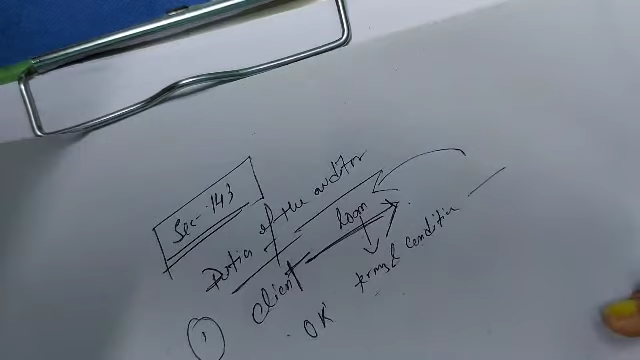 Sec-143
Duties of the auditor
① client loan
OK terms & condition